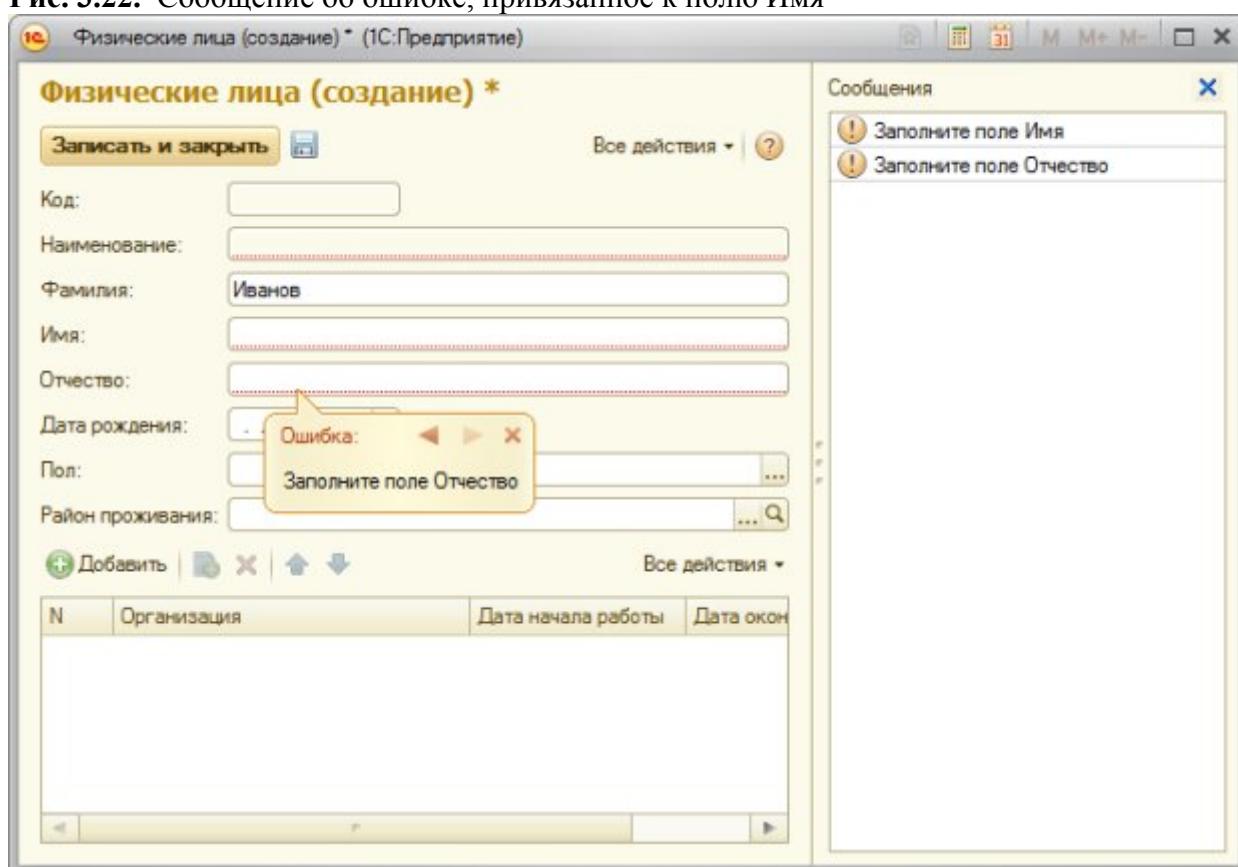 Рис. 3.22. Сообщение об ошибке, привязанное к полю Имя
Физические лица (создание) * (1С:Предприятие)
31 M M+ M-
Физические лица (создание) *
Записать и закрыть
Все действия
Код:
Наименование:
Фамилия: Иванов
Имя:
Отчество:
Дата рождения: . .
Ошибка:
Заполните поле Отчество
Пол: ...
Район проживания: ...
Добавить
Все действия
N Организация Дата начала работы Дата окон
Сообщения
Заполните поле Имя
Заполните поле Отчество